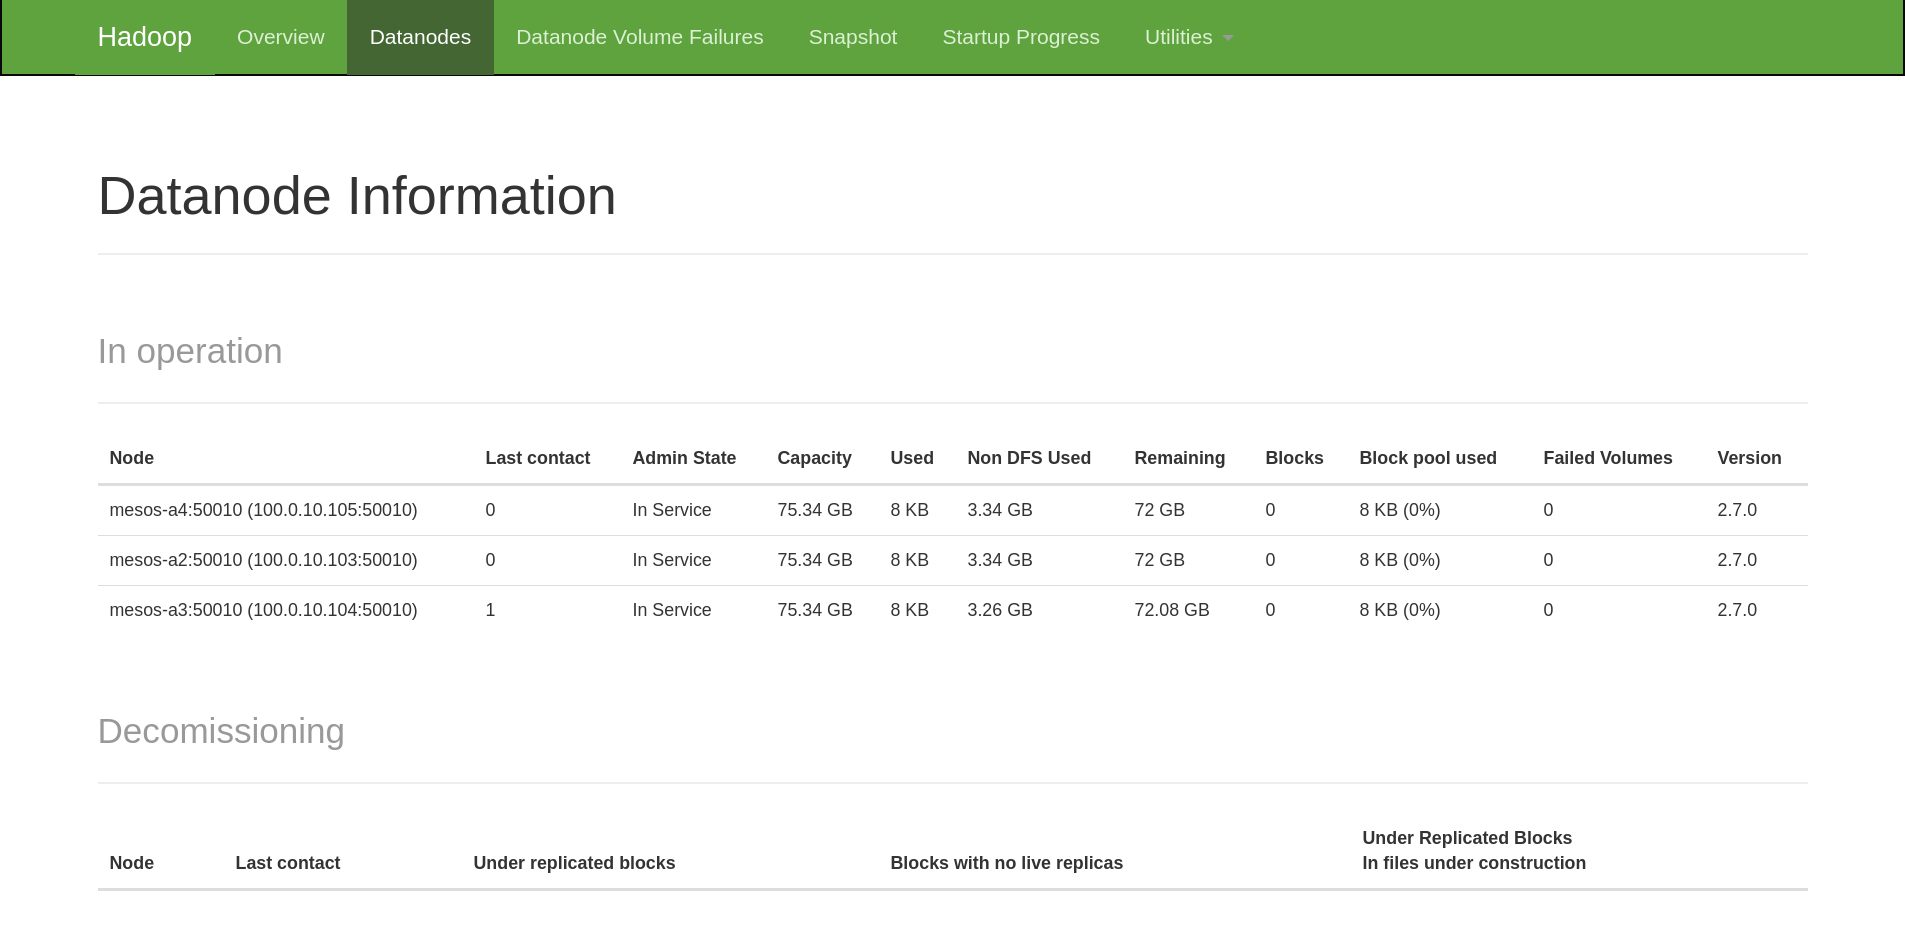 Hadoop Overview Datanodes Datanode Volume Failures Snapshot Startup Progress Utilities
Datanode Information
In operation
Node Last contact Admin State Capacity Used Non DFS Used Remaining Blocks Block pool used Failed Volumes Version
mesos-a4:50010 (100.0.10.105:50010) 0 In Service 75.34 GB 8 KB 3.34 GB 72 GB 0 8 KB (0%) 0 2.7.0
mesos-a2:50010 (100.0.10.103:50010) 0 In Service 75.34 GB 8 KB 3.34 GB 72 GB 0 8 KB (0%) 0 2.7.0
mesos-a3:50010 (100.0.10.104:50010) 1 In Service 75.34 GB 8 KB 3.26 GB 72.08 GB 0 8 KB (0%) 0 2.7.0
Decomissioning
Under Replicated Blocks
Node Last contact Under replicated blocks Blocks with no live replicas In files under construction